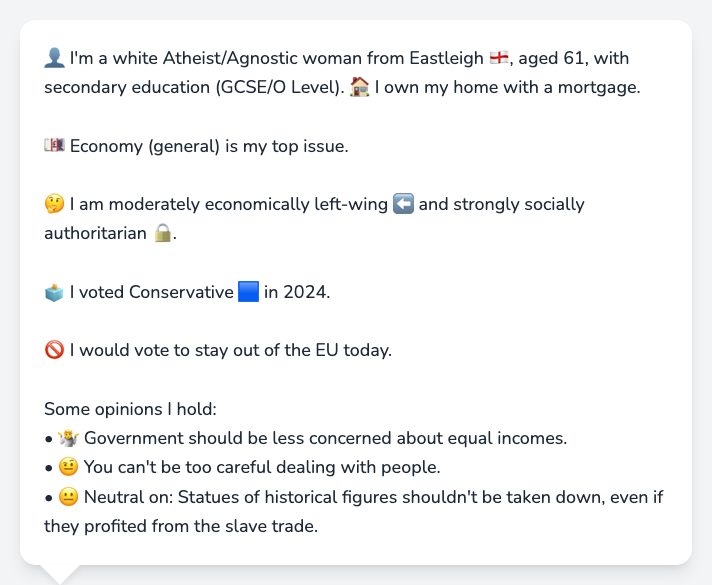 👤 I'm a white Atheist/Agnostic woman from Eastleigh 🏴󠁧󠁢󠁥󠁮󠁧󠁿, aged 61, with
secondary education (GCSE/O Level). 🏠 I own my home with a mortgage.
💷 Economy (general) is my top issue.
🤔 I am moderately economically left-wing ⬅️ and strongly socially
authoritarian 🔒.
🗳️ I voted Conservative 🟦 in 2024.
🚫 I would vote to stay out of the EU today.
Some opinions I hold:
• 🤷 Government should be less concerned about equal incomes.
• 🤨 You can't be too careful dealing with people.
• 😐 Neutral on: Statues of historical figures shouldn't be taken down, even if
they profited from the slave trade.